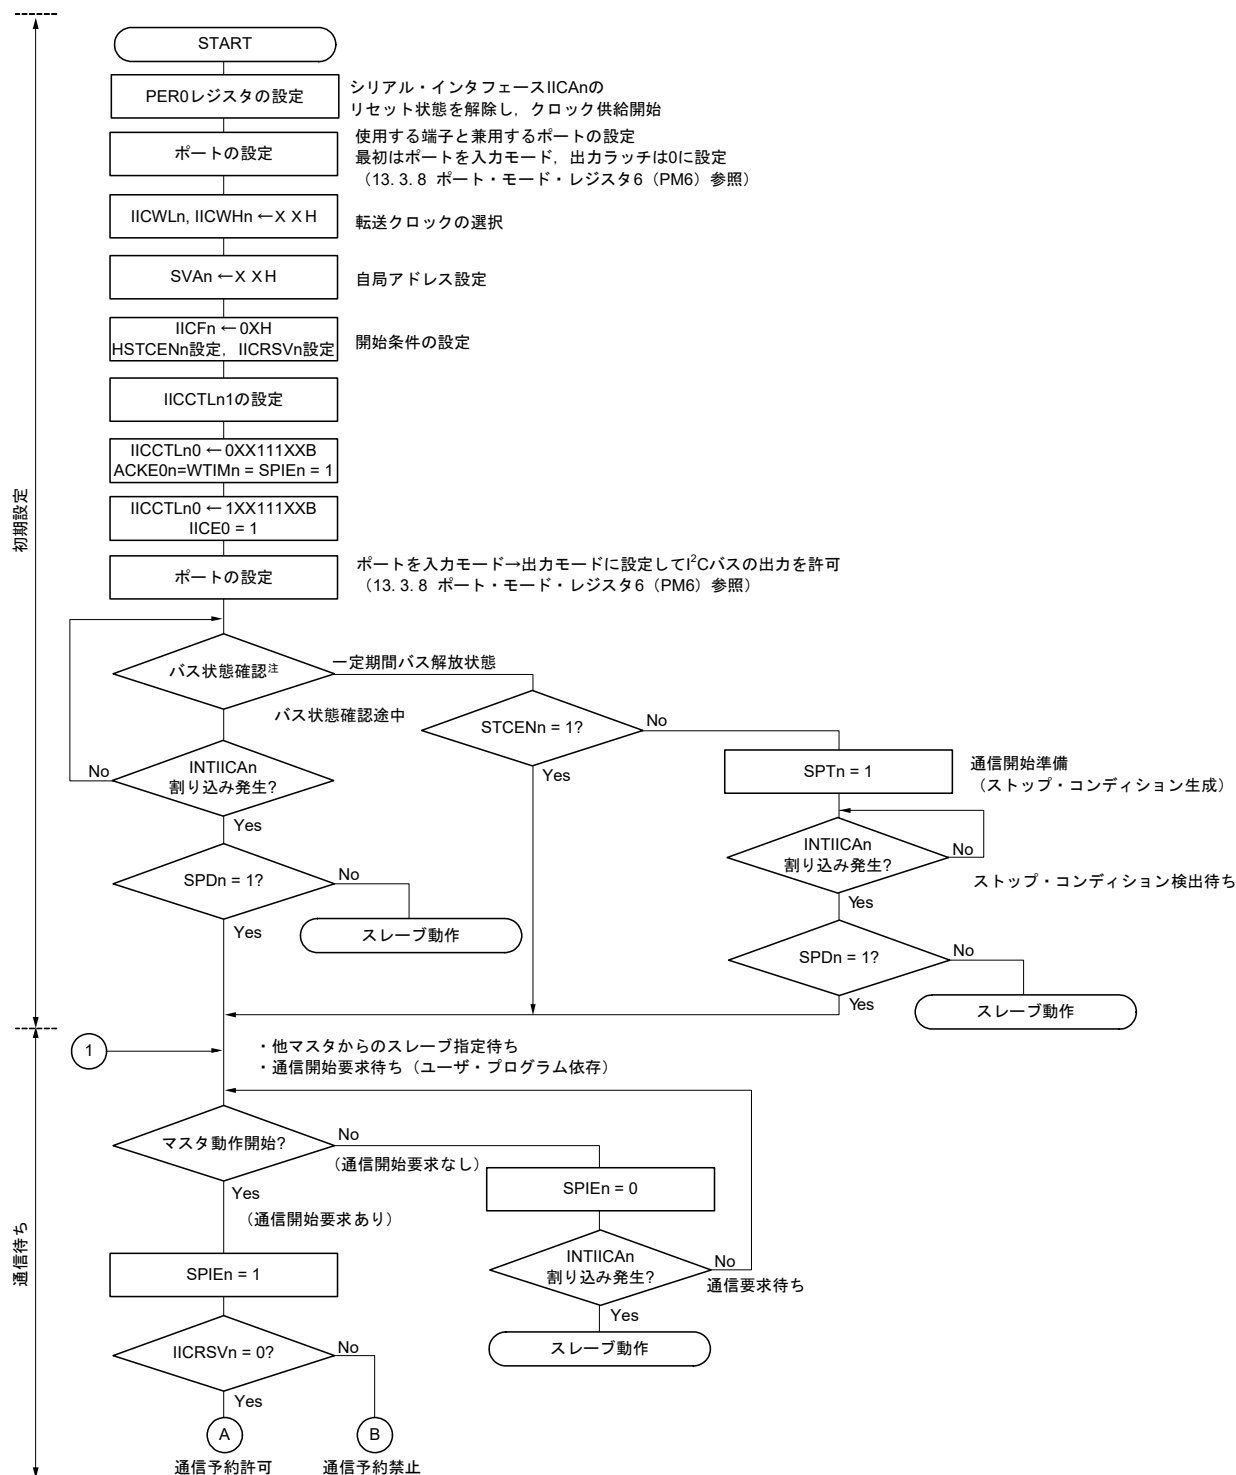 START
PER0レジスタの設定
シリアル・インタフェースIICAnの
リセット状態を解除し，クロック供給開始
ポートの設定
使用する端子と兼用するポートの設定
最初はポートを入力モード，出力ラッチは0に設定
（13. 3. 8 ポート・モード・レジスタ6（PM6）参照）
IICWLn, IICWHn ←X X H
転送クロックの選択
SVAn ←X X H
自局アドレス設定
IICFn ← 0XH
HSTCENn設定，IICRSVn設定
開始条件の設定
IICCTLn1の設定
IICCTLn0 ← 0XX111XXB
ACKE0n=WTIMn = SPIEn = 1
IICCTLn0 ← 1XX111XXB
IICE0 = 1
ポートの設定
ポートを入力モード→出力モードに設定してI²Cバスの出力を許可
（13. 3. 8 ポート・モード・レジスタ6（PM6）参照）
初期設定
バス状態確認注
一定期間バス解放状態
バス状態確認途中
STCENn = 1?
No
Yes
SPTn = 1
通信開始準備
（ストップ・コンディション生成）
INTIICAn
割り込み発生?
No
Yes
INTIICAn
割り込み発生?
No
ストップ・コンディション検出待ち
Yes
SPDn = 1?
No
Yes
スレーブ動作
SPDn = 1?
No
Yes
スレーブ動作
1
・他マスタからのスレーブ指定待ち
・通信開始要求待ち（ユーザ・プログラム依存）
通信待ち
マスタ動作開始?
No
（通信開始要求なし）
Yes
（通信開始要求あり）
SPIEn = 0
INTIICAn
割り込み発生?
No
通信要求待ち
Yes
スレーブ動作
SPIEn = 1
IICRSVn = 0?
No
Yes
A
B
通信予約許可
通信予約禁止